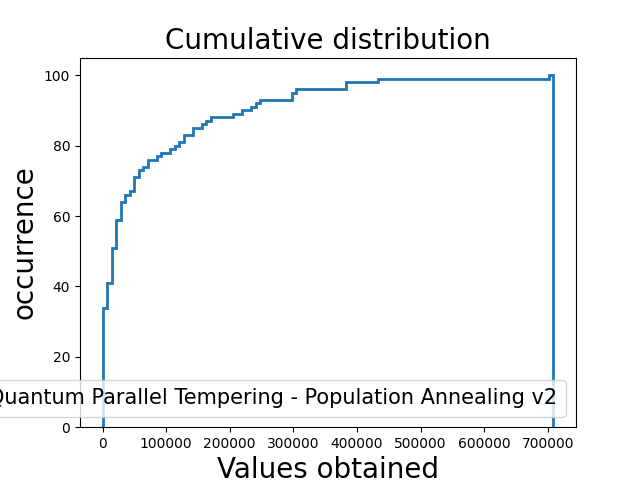 Cumulative distribution
occurrence
100
80
60
40
20
0
Parallel Tempering - Population Annealing v2
0 100000 200000 300000 400000 500000 600000 700000
Values obtained